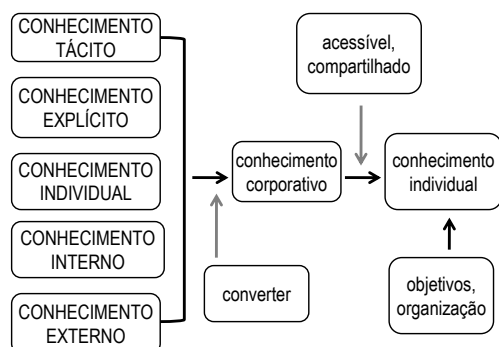 CONHECIMENTO
TÁCITO
CONHECIMENTO
EXPLÍCITO
CONHECIMENTO
INDIVIDUAL
CONHECIMENTO
INTERNO
CONHECIMENTO
EXTERNO
conhecimento
corporativo
converter
acessível,
compartilhado
conhecimento
individual
objetivos,
organização